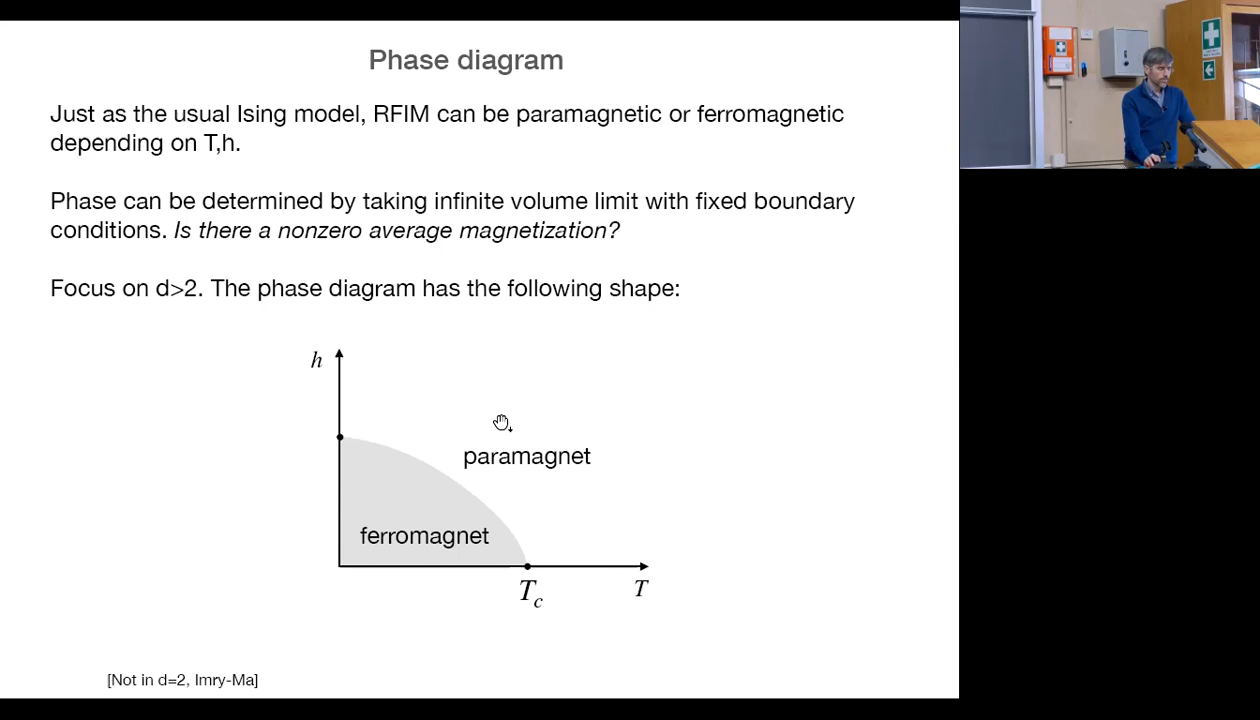 Phase diagram
Just as the usual Ising model, RFIM can be paramagnetic or ferromagnetic
depending on T,h.
Phase can be determined by taking infinite volume limit with fixed boundary
conditions. Is there a nonzero average magnetization?
Focus on d>2. The phase diagram has the following shape:
h
paramagnet
ferromagnet
T_c
T
[Not in d=2, Imry-Ma]